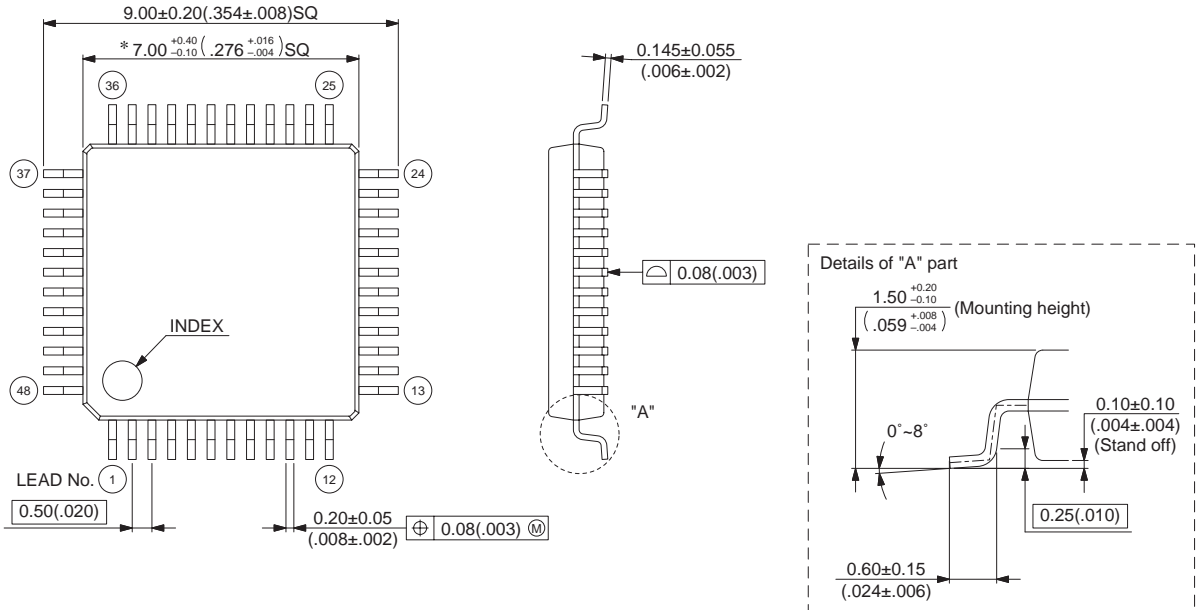 9.00±0.20(.354±.008)SQ
* 7.00 +0.40 –0.10 ( .276 +.016 –.004 )SQ
0.145±0.055
(.006±.002)
36
25
37
24
0.08(.003)
INDEX
48
13
"A"
LEAD No.
1
12
0.50(.020)
0.20±0.05
(.008±.002)
0.08(.003) Ⓜ
Details of "A" part
1.50 +0.20 –0.10
(.059 +.008 –.004)
(Mounting height)
0.10±0.10
(.004±.004)
(Stand off)
0°~8°
0.25(.010)
0.60±0.15
(.024±.006)